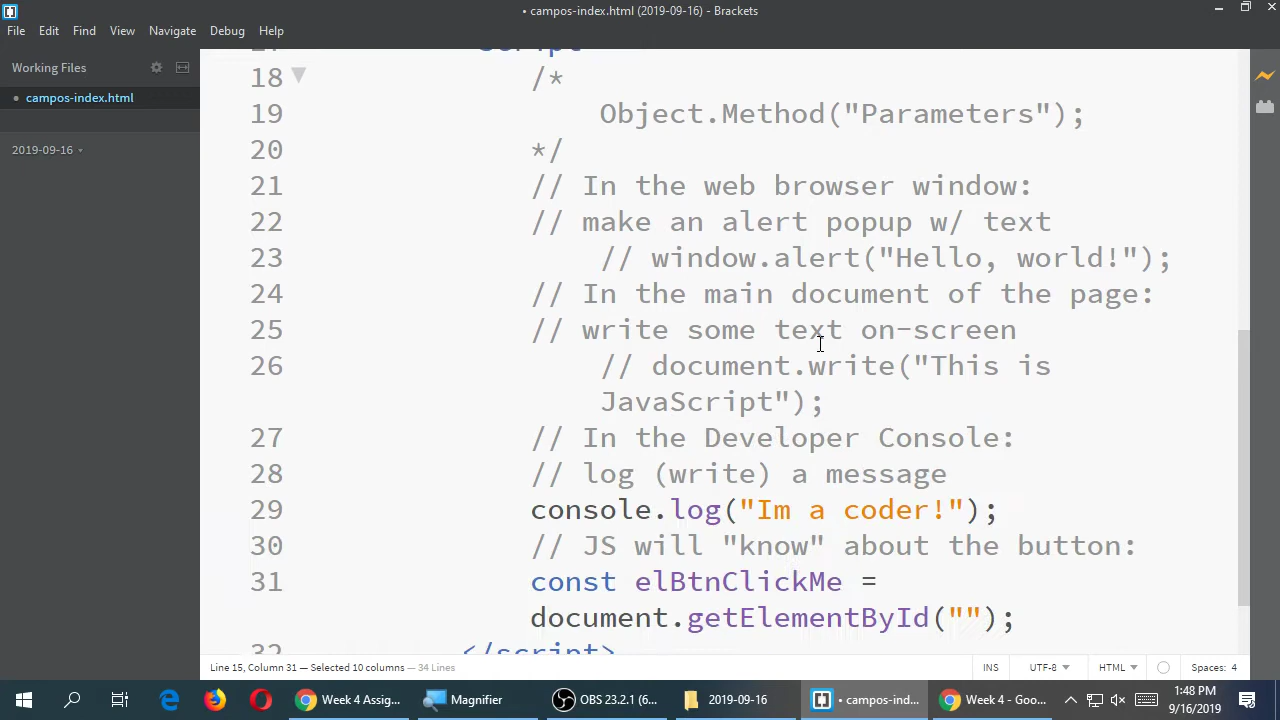 • campos-index.html (2019-09-16) - Brackets
File Edit Find View Navigate Debug Help
Working Files
• campos-index.html
2019-09-16
17 <script>
18 /*
19 Object.Method("Parameters");
20 */
21 // In the web browser window:
22 // make an alert popup w/ text
23 // window.alert("Hello, world!");
24 // In the main document of the page:
25 // write some text on-screen
26 // document.write("This is
JavaScript");
27 // In the Developer Console:
28 // log (write) a message
29 console.log("Im a coder!");
30 // JS will "know" about the button:
31 const elBtnClickMe =
document.getElementById("");
32 </script>
Line 15, Column 31 — Selected 10 columns — 34 Lines
INS UTF-8 HTML Spaces: 4
Week 4 Assig... Magnifier OBS 23.2.1 (6... 2019-09-16 • campos-ind... Week 4 - Goo...
1:48 PM
9/16/2019